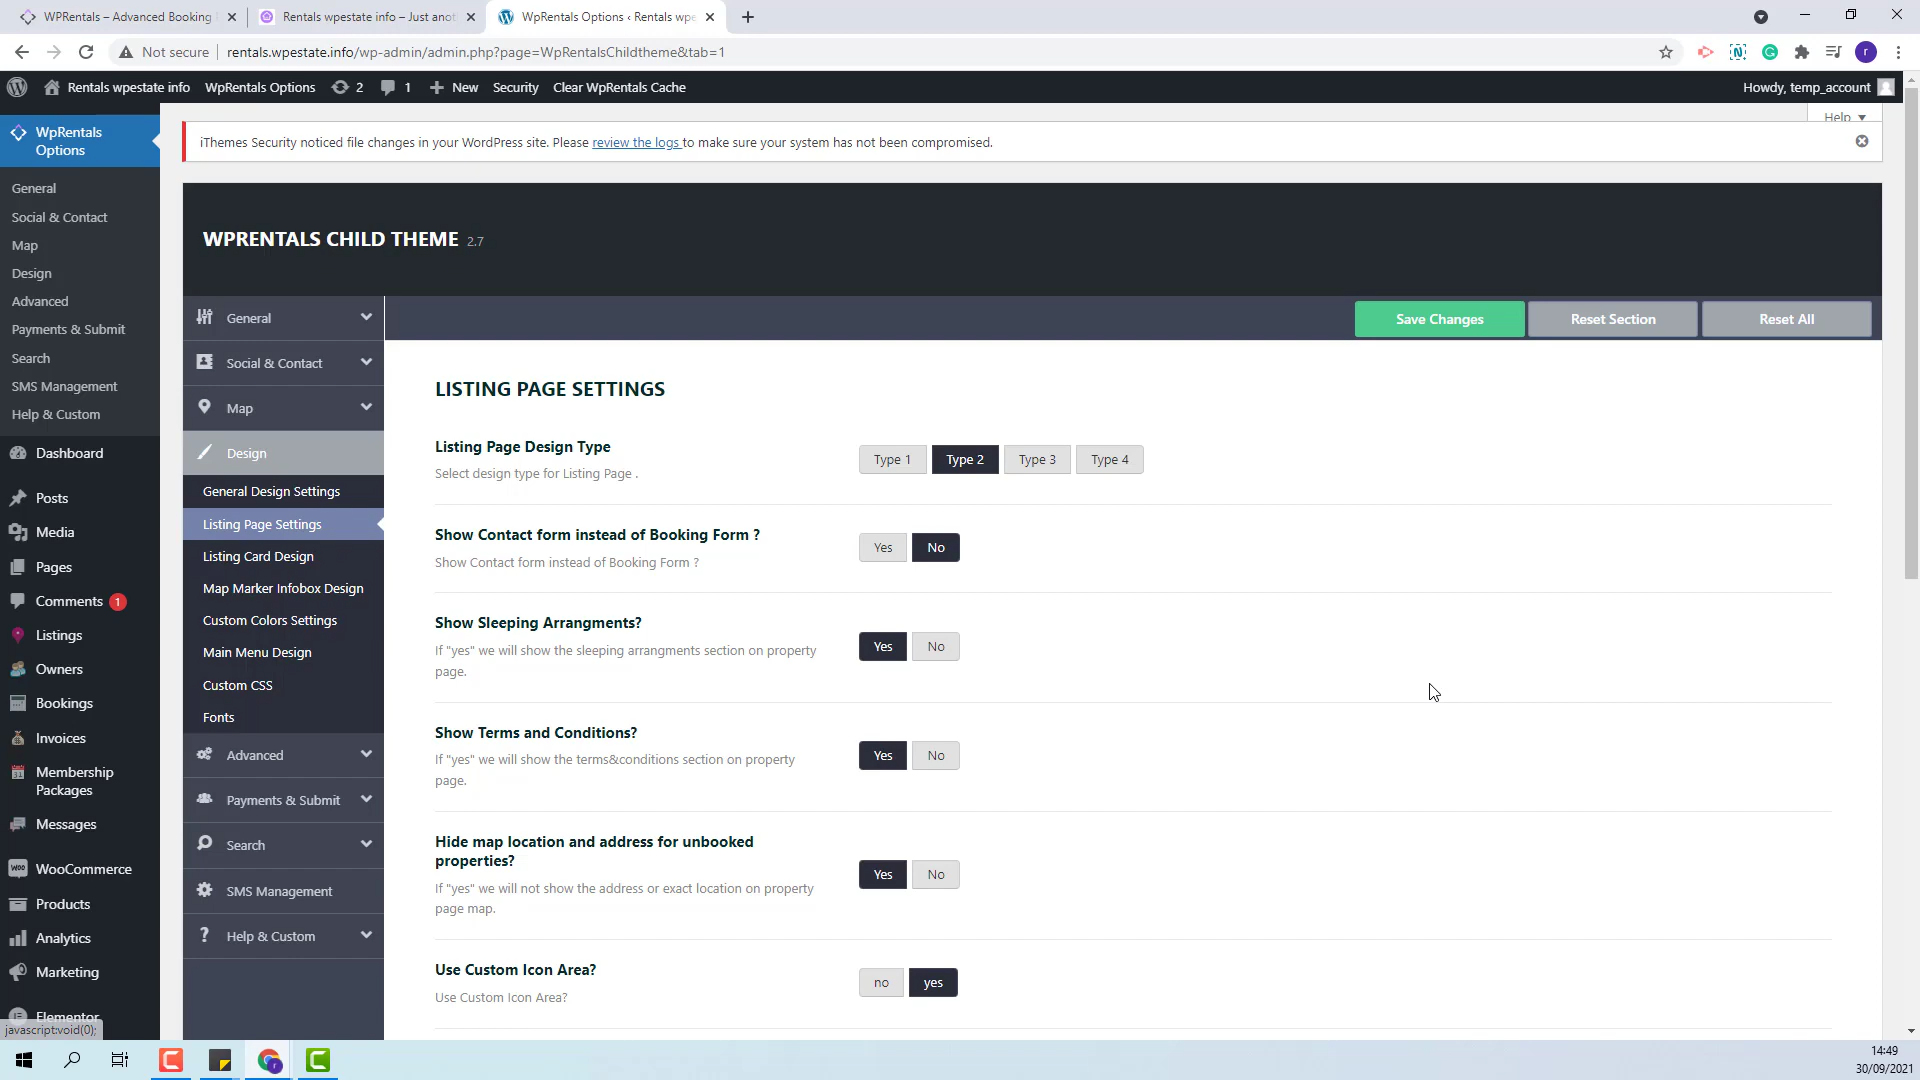 WPRentals – Advanced Booking
Rentals wpestate info – Just anot
WpRentals Options ‹ Rentals wpe
Not secure
rentals.wpestate.info/wp-admin/admin.php?page=WpRentalsChildtheme&tab=1
r
Rentals wpestate info
WpRentals Options
2
1
New
Security
Clear WpRentals Cache
Howdy, temp_account
Help
WpRentals
Options
General
Social & Contact
Map
Design
Advanced
Payments & Submit
Search
SMS Management
Help & Custom
Dashboard
Posts
Media
Pages
Comments 1
Listings
Owners
Bookings
Invoices
Membership
Packages
Messages
WooCommerce
Products
Analytics
Marketing
Elementor
javascript:void(0);
iThemes Security noticed file changes in your WordPress site. Please review the logs to make sure your system has not been compromised.
WPRENTALS CHILD THEME 2.7
General
Social & Contact
Map
Design
General Design Settings
Listing Page Settings
Listing Card Design
Map Marker Infobox Design
Custom Colors Settings
Main Menu Design
Custom CSS
Fonts
Advanced
Payments & Submit
Search
SMS Management
Help & Custom
Save Changes
Reset Section
Reset All
LISTING PAGE SETTINGS
Listing Page Design Type
Select design type for Listing Page .
Type 1
Type 2
Type 3
Type 4
Show Contact form instead of Booking Form ?
Show Contact form instead of Booking Form ?
Yes
No
Show Sleeping Arrangments?
If "yes" we will show the sleeping arrangments section on property
page.
Yes
No
Show Terms and Conditions?
If "yes" we will show the terms&conditions section on property
page.
Yes
No
Hide map location and address for unbooked
properties?
If "yes" we will not show the address or exact location on property
page map.
Yes
No
Use Custom Icon Area?
Use Custom Icon Area?
no
yes
14:49
30/09/2021